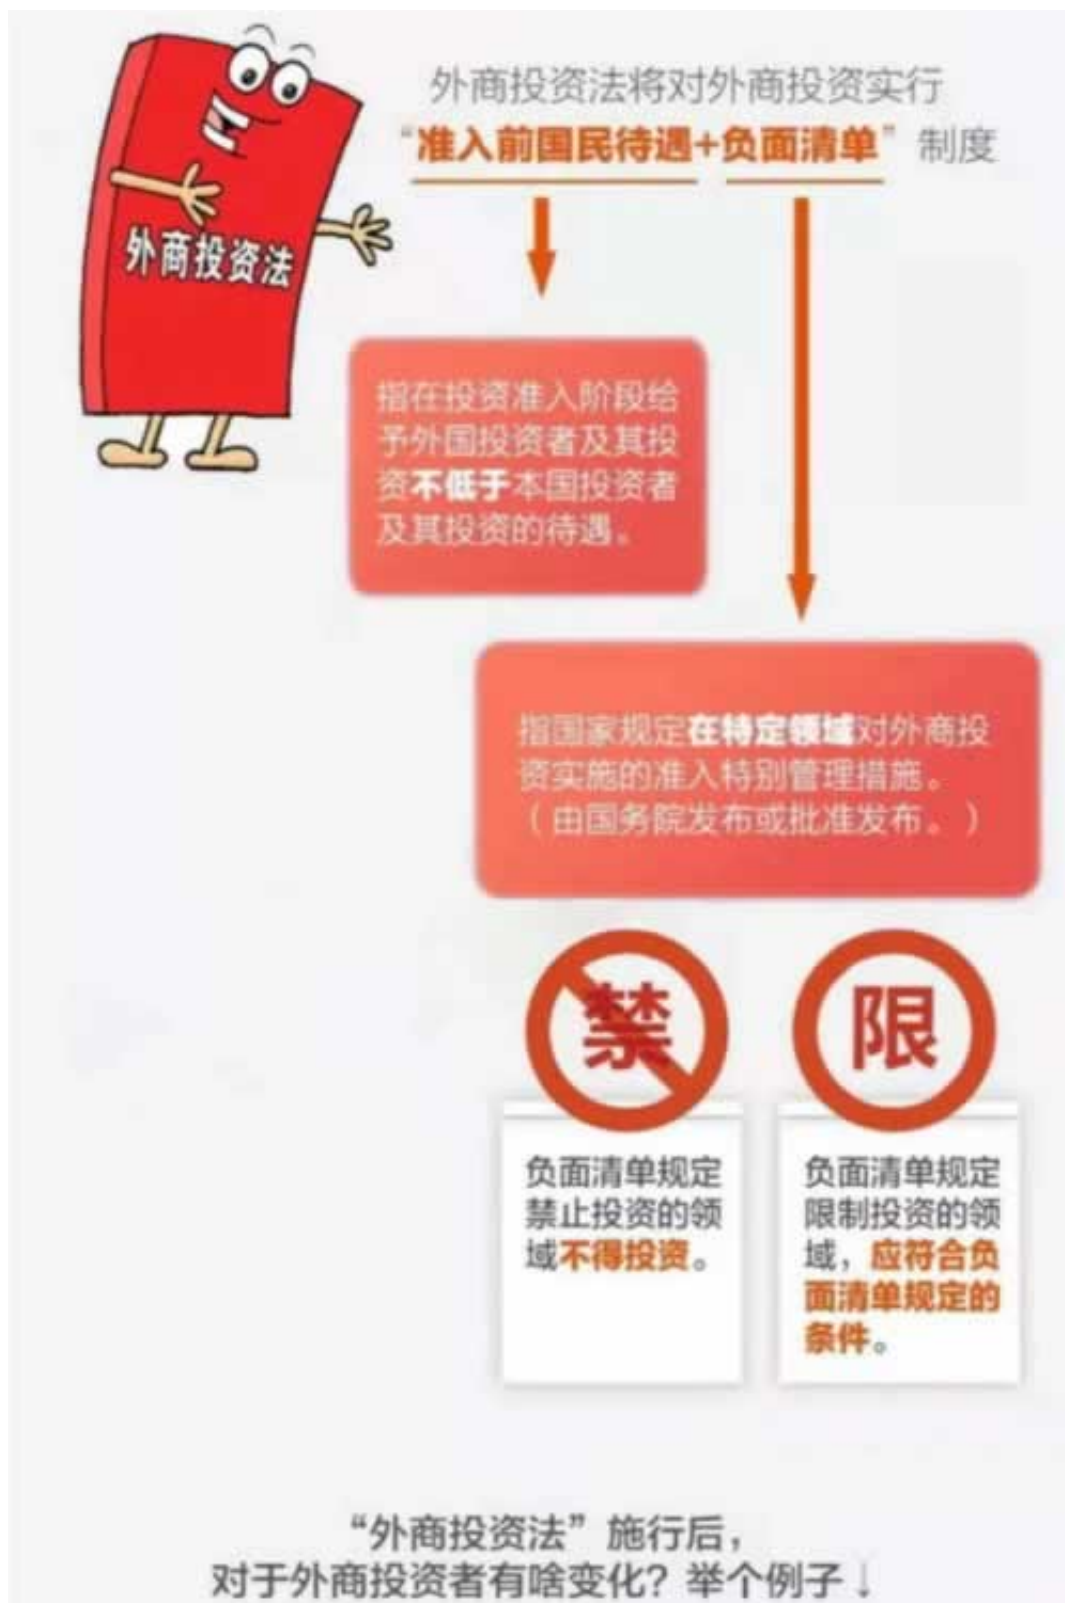 外商投资法将对外商投资实行
“准入前国民待遇+负面清单” 制度
外商投资法
指在投资准入阶段给
予外国投资者及其投
资不低于本国投资者
及其投资的待遇。
指国家规定在特定领域对外商投
资实施的准入特别管理措施。
（由国务院发布或批准发布。）
禁
负面清单规定
禁止投资的领
域不得投资。
限
负面清单规定
限制投资的领
域，应符合负
面清单规定的
条件。
“外商投资法”施行后，
对于外商投资者有啥变化？举个例子↓